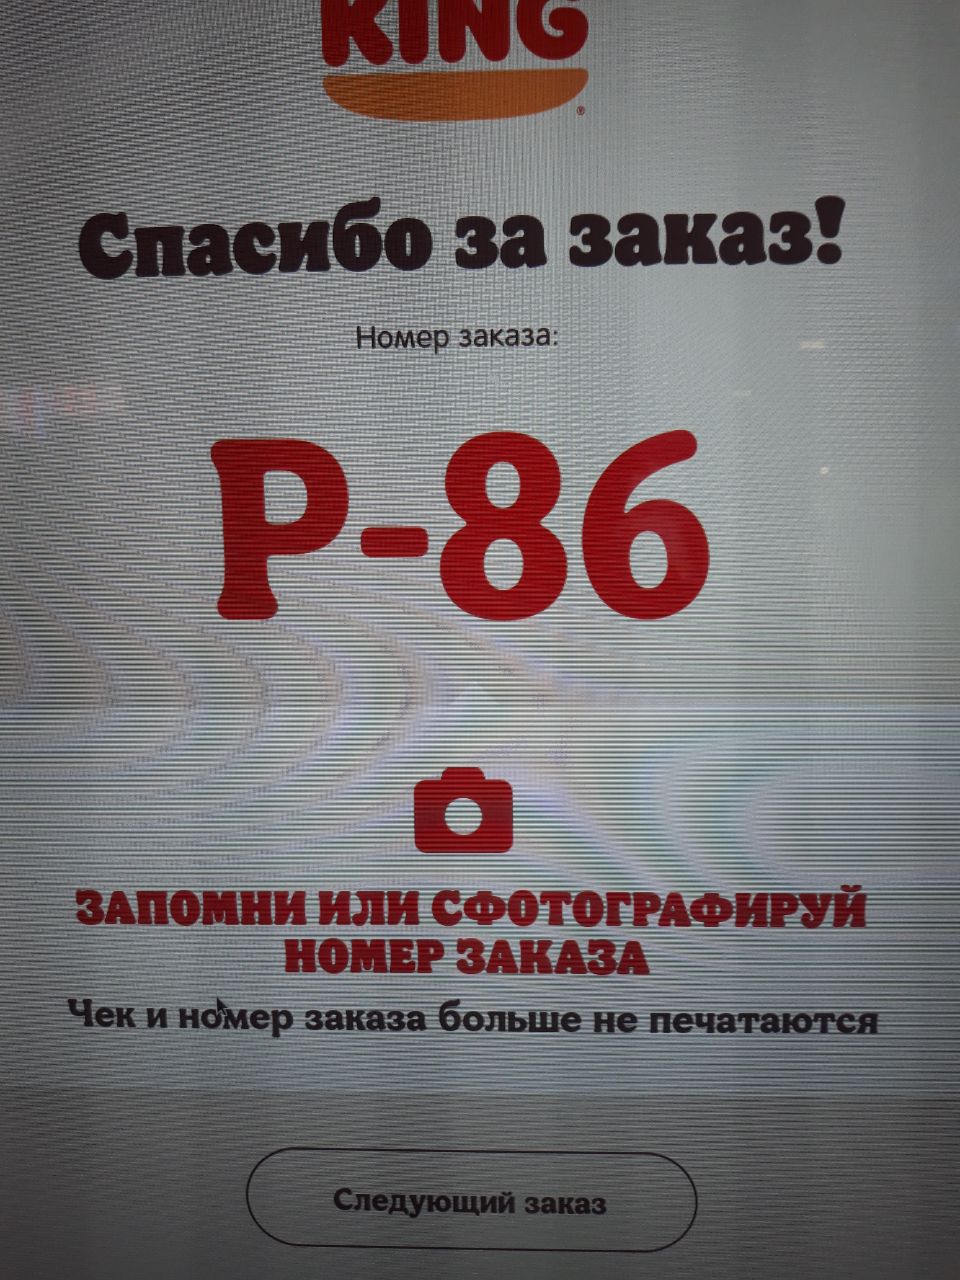 KING
Спасибо за заказ!
Номер заказа:
P-86
ЗАПОМНИ ИЛИ СФОТОГРАФИРУЙ
НОМЕР ЗАКАЗА
Чек и номер заказа больше не печатаются
Следующий заказ